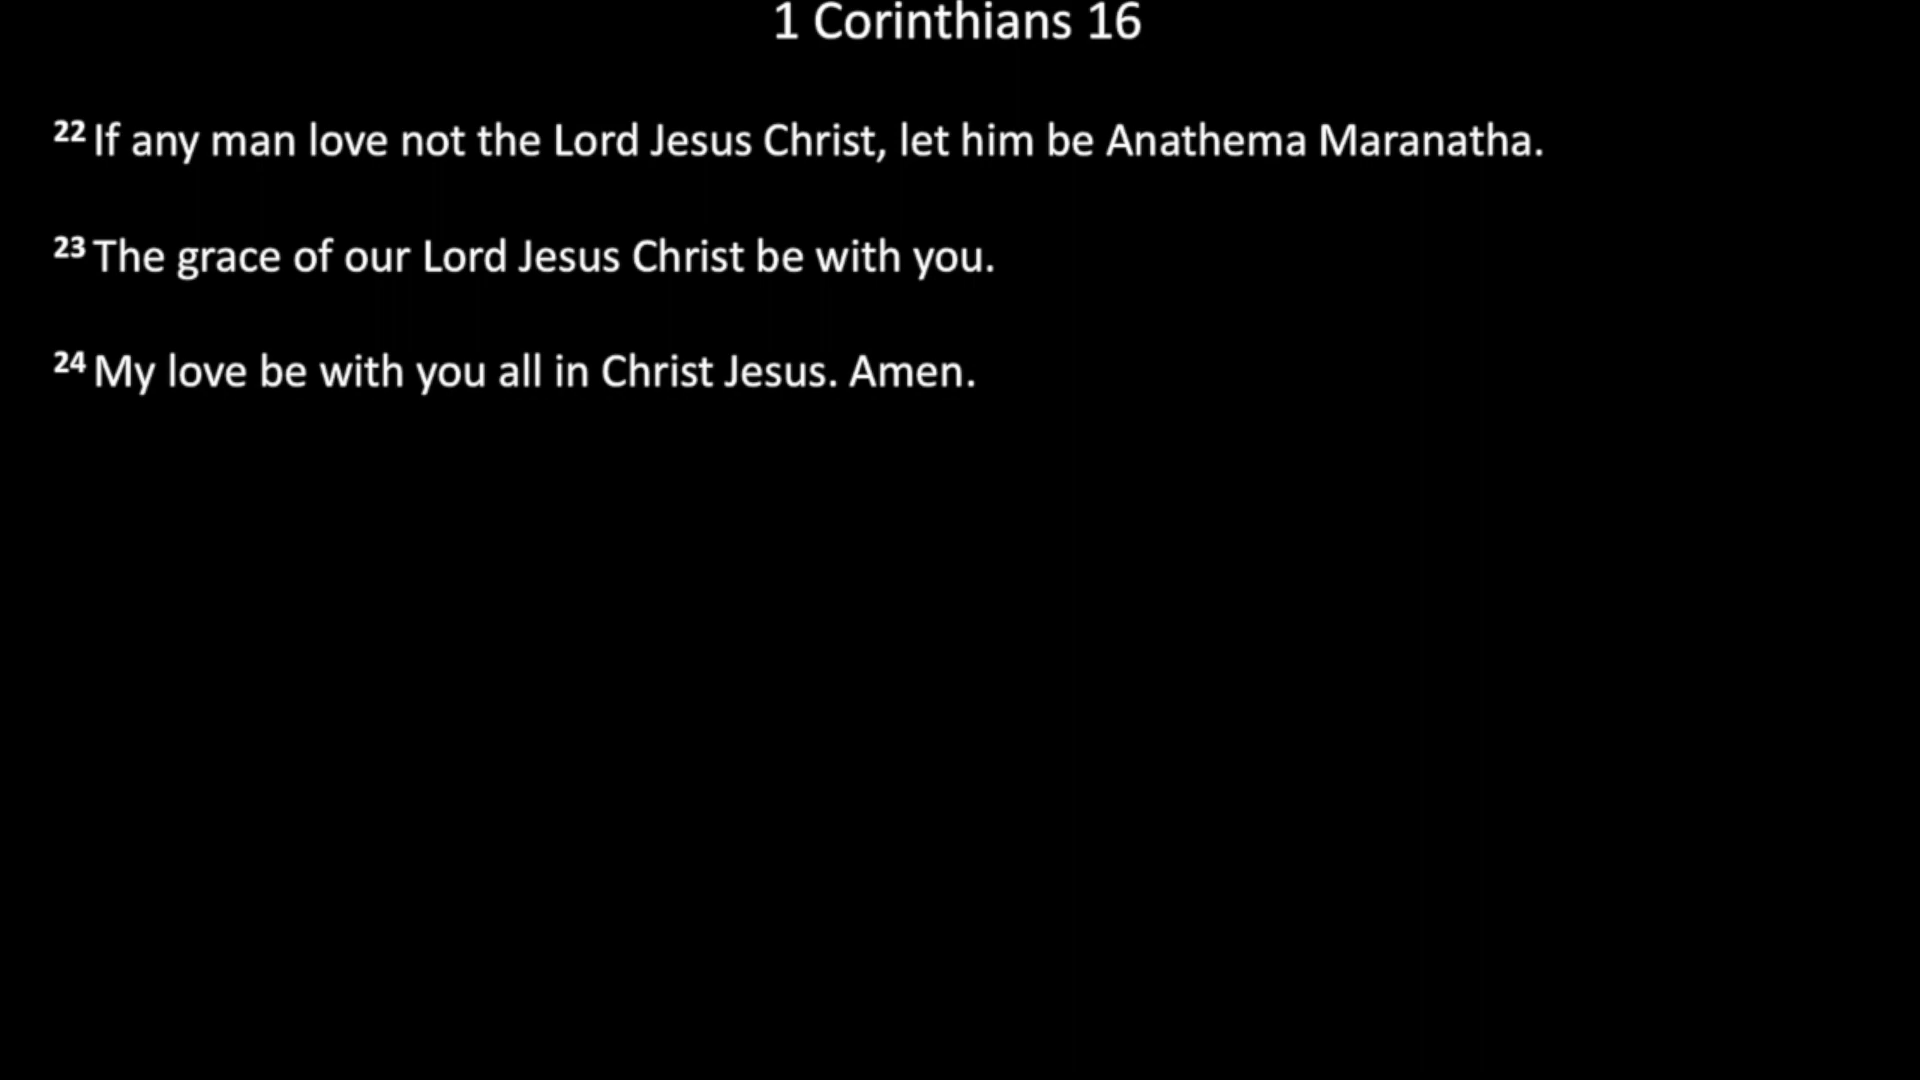 1 Corinthians 16
22 If any man love not the Lord Jesus Christ, let him be Anathema Maranatha.
23 The grace of our Lord Jesus Christ be with you.
24 My love be with you all in Christ Jesus. Amen.